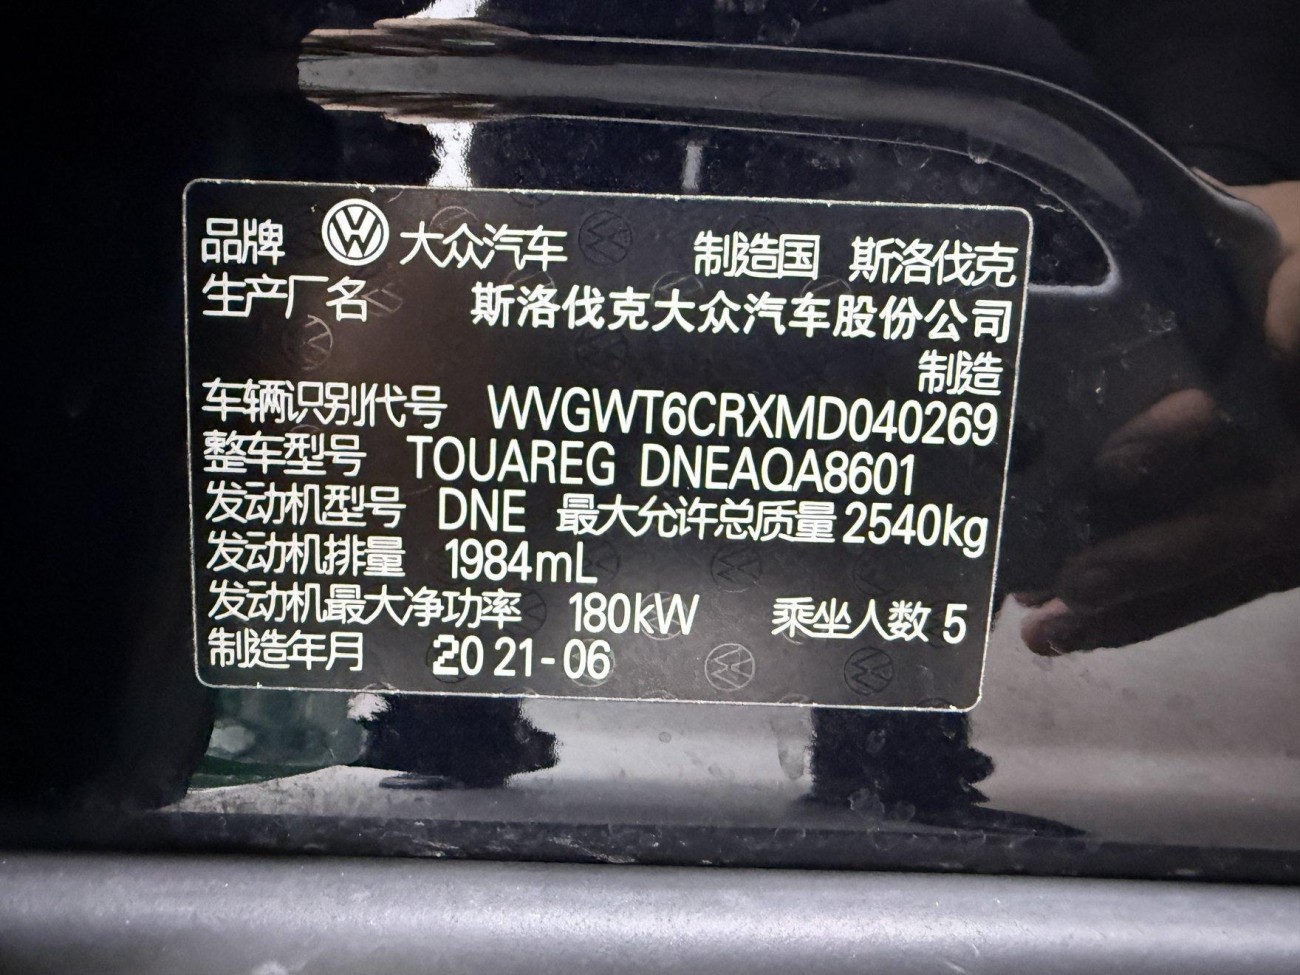 品牌 大众汽车 制造国 斯洛伐克
生产厂名 斯洛伐克大众汽车股份公司
制造
车辆识别代号 WVGWT6CRXMD040269
整车型号 TOUAREG DNEAQA8601
发动机型号 DNE 最大允许总质量 2540kg
发动机排量 1984mL
发动机最大净功率 180kW 乘坐人数 5
制造年月 2021-06